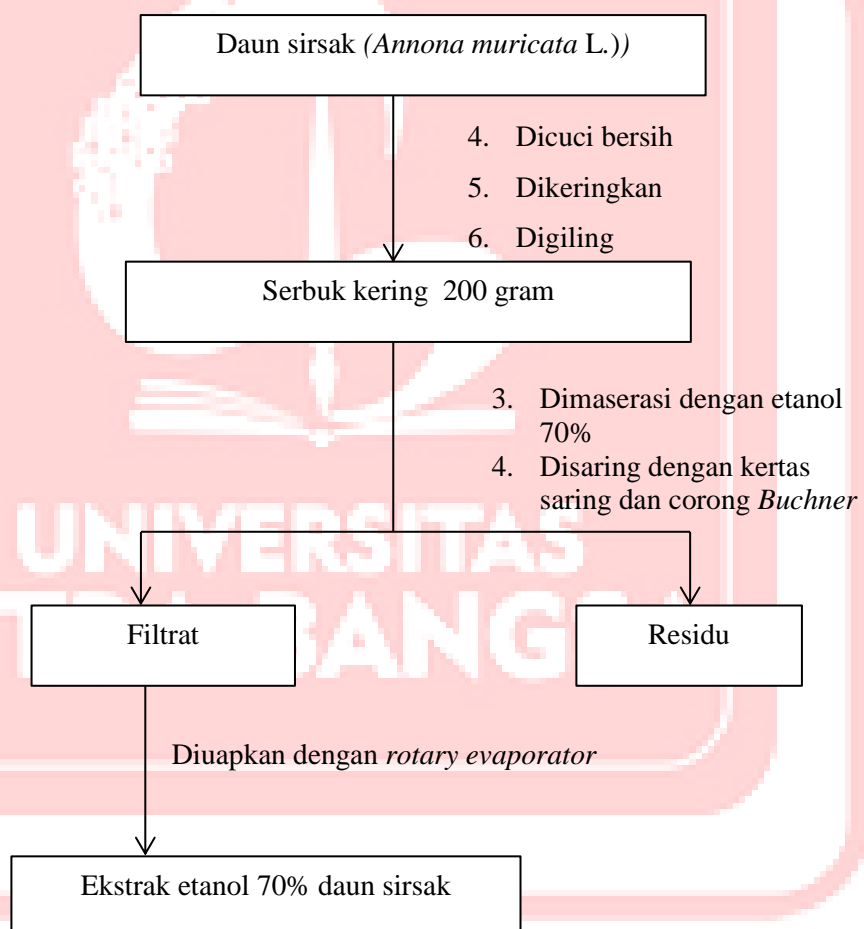 Daun sirsak (Annona muricata L.))
4. Dicuci bersih
5. Dikeringkan
6. Digiling
Serbuk kering 200 gram
3. Dimaserasi dengan etanol
70%
4. Disaring dengan kertas
saring dan corong Buchner
UNIVERSITAS
BANG
Filtrat
Residu
Diuapkan dengan rotary evaporator
Ekstrak etanol 70% daun sirsak